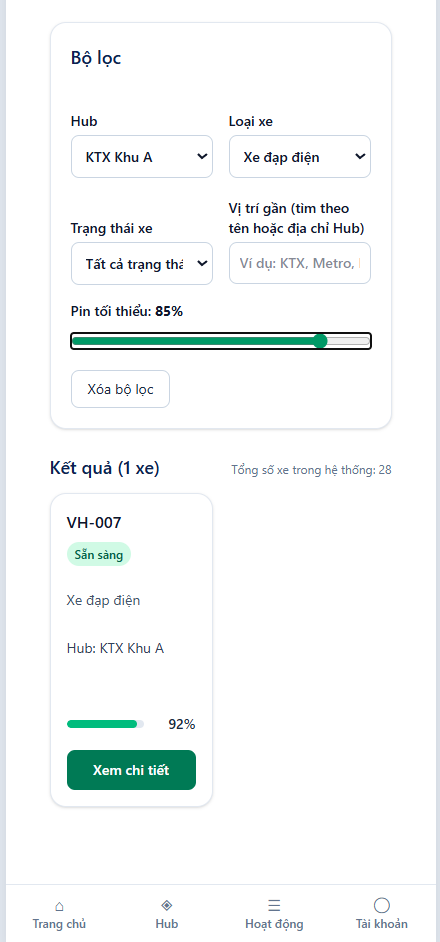 Bộ lọc
Hub
Loại xe
KTX Khu A
Xe đạp điện
Trạng thái xe
Vị trí gần (tìm theo
tên hoặc địa chỉ Hub)
Tất cả trạng thá
Ví dụ: KTX, Metro,
Pin tối thiểu: 85%
Xóa bộ lọc
Kết quả (1 xe)
Tổng số xe trong hệ thống: 28
VH-007
Sẵn sàng
Xe đạp điện
Hub: KTX Khu A
92%
Xem chi tiết
Trang chủ
Hub
Hoạt động
Tài khoản